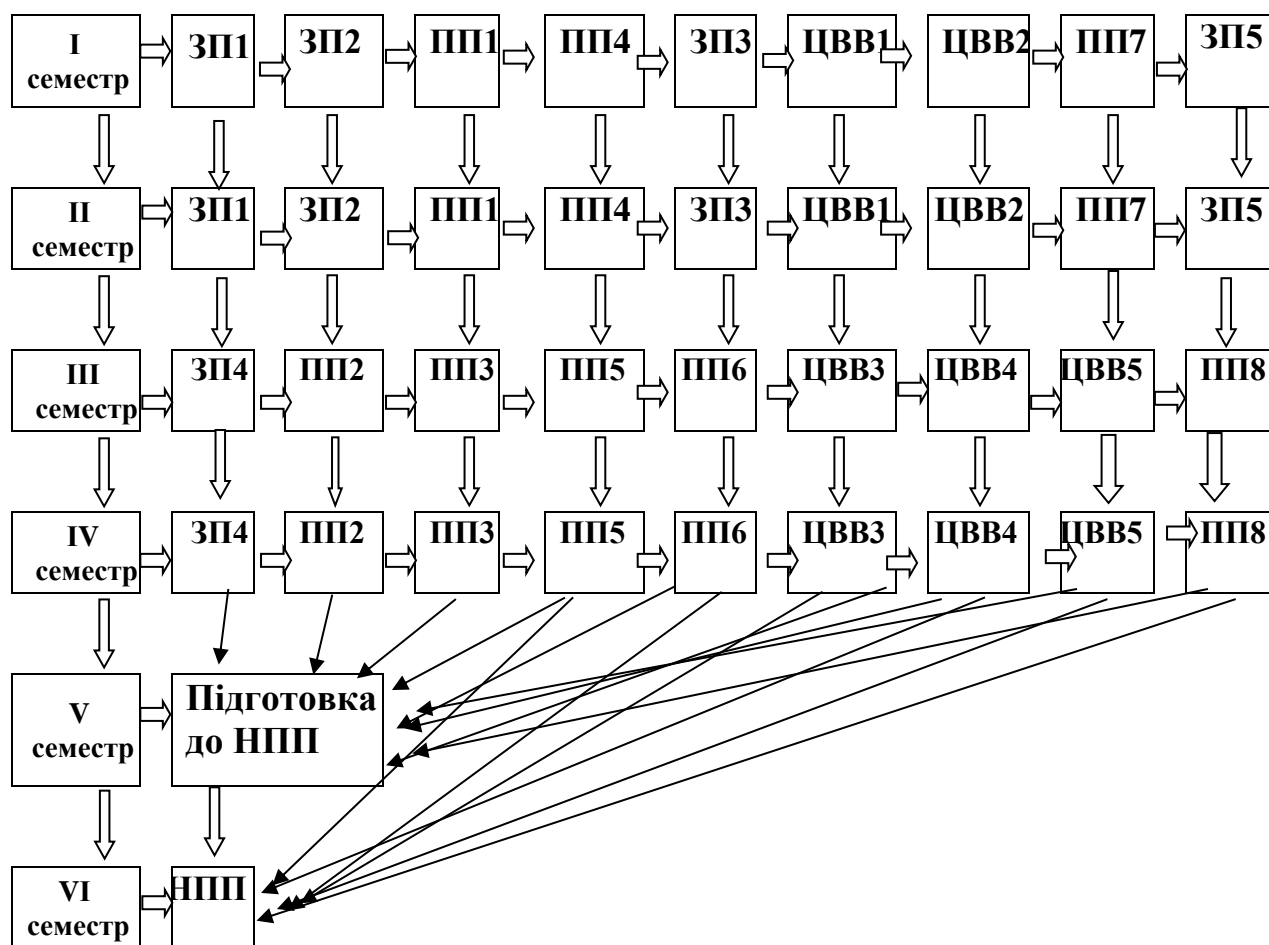 I
семестр
ЗП1
ЗП2
ПП1
ПП4
ЗП3
ЦВВ1
ЦВВ2
ПП7
ЗП5
II
семестр
ЗП1
ЗП2
ПП1
ПП4
ЗП3
ЦВВ1
ЦВВ2
ПП7
ЗП5
III
семестр
ЗП4
ПП2
ПП3
ПП5
ПП6
ЦВВ3
ЦВВ4
ЦВВ5
ПП8
IV
семестр
ЗП4
ПП2
ПП3
ПП5
ПП6
ЦВВ3
ЦВВ4
ЦВВ5
ПП8
V
семестр
Підготовка
до НПП
VI
семестр
НПП